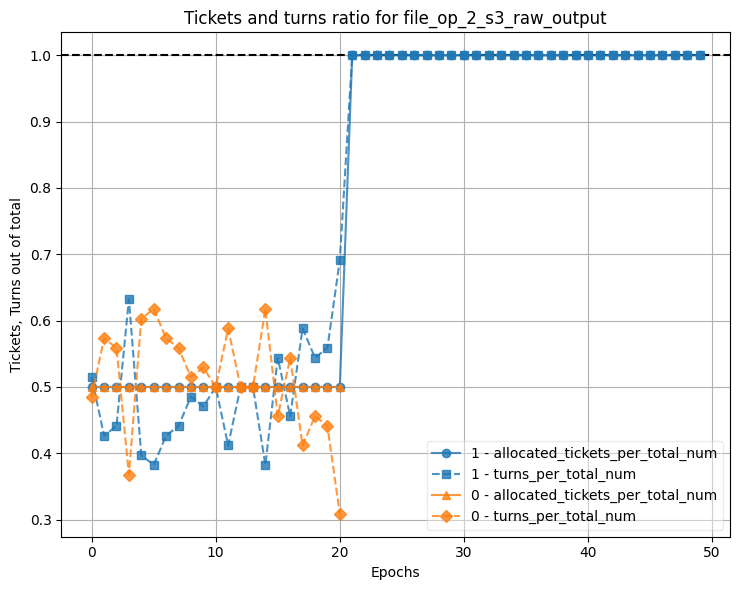 Tickets and turns ratio for file_op_2_s3_raw_output
Tickets, Turns out of total
1.0
0.9
0.8
0.7
0.6
0.5
0.4
0.3
1 - allocated_tickets_per_total_num
1 - turns_per_total_num
0 - allocated_tickets_per_total_num
0 - turns_per_total_num
0 10 20 30 40 50
Epochs